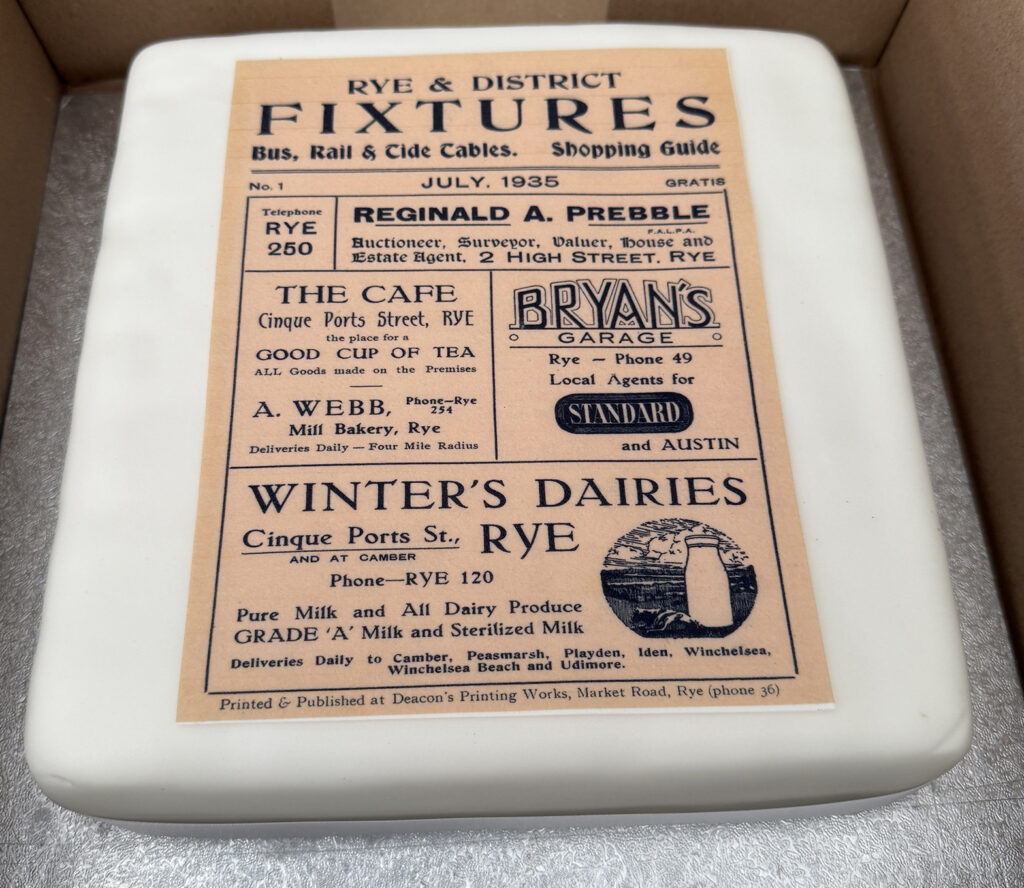 RYE & DISTRICT
FIXTURES
Bus, Rail & Tide Tables. Shopping Guide
No. 1 JULY, 1935 GRATIS
Telephone
RYE
250
REGINALD A. PREBBLE
F.A.L.P.A.
Auctioneer, Surveyor, Valuer, House and
Estate Agent. 2 HIGH STREET, RYE
THE CAFE
Cinque Ports Street, RYE
the place for a
GOOD CUP OF TEA
ALL Goods made on the Premises
A. WEBB, Phone-Rye
254
Mill Bakery, Rye
Deliveries Daily — Four Mile Radius
BRYAN'S
GARAGE
Rye — Phone 49
Local Agents for
STANDARD
and AUSTIN
WINTER'S DAIRIES
Cinque Ports St., RYE
AND AT CAMBER
Phone—RYE 120
Pure Milk and All Dairy Produce
GRADE 'A' Milk and Sterilized Milk
Deliveries Daily to Camber, Peasmarsh, Playden, Iden, Winchelsea,
Winchelsea Beach and Udimore.
Printed & Published at Deacon's Printing Works, Market Road, Rye (phone 36)